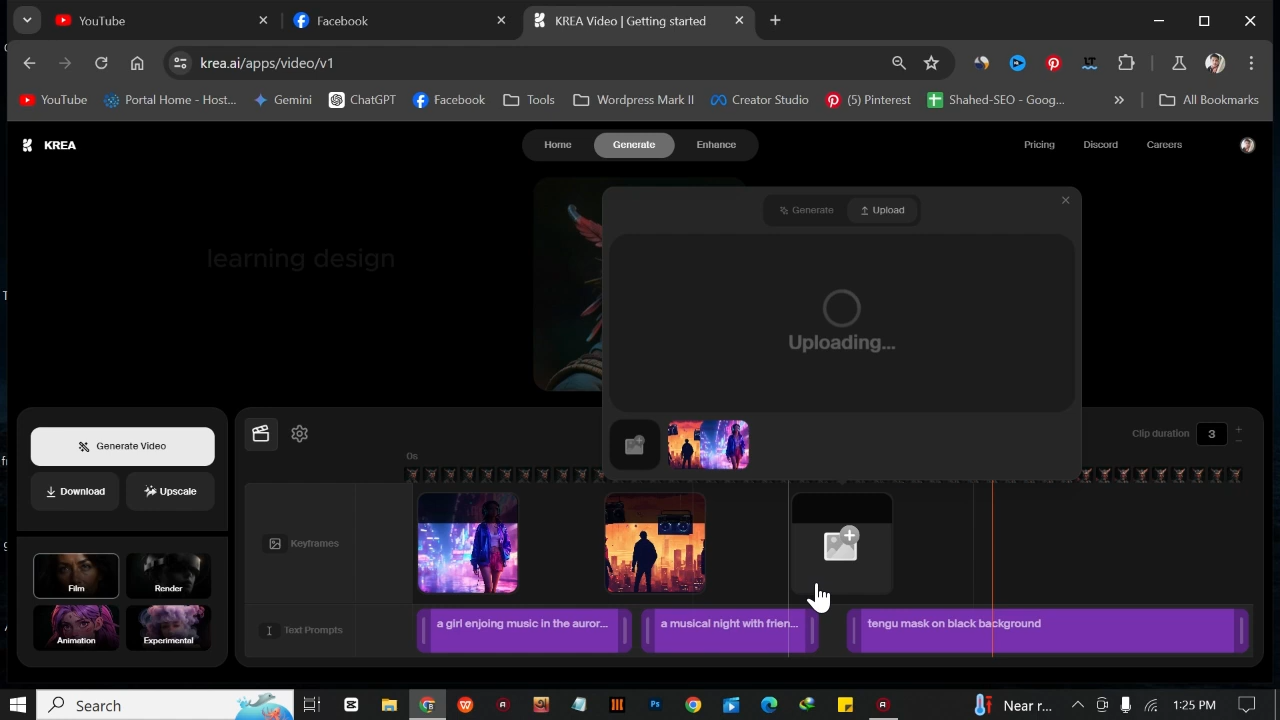 YouTube
Facebook
KREA Video | Getting started
krea.ai/apps/video/v1
YouTube
Portal Home - Host...
Gemini
ChatGPT
Facebook
Tools
Wordpress Mark II
Creator Studio
(5) Pinterest
Shahed-SEO - Goog...
All Bookmarks
KREA
Home
Generate
Enhance
Pricing
Discord
Careers
Generate
Upload
learning design
Uploading...
Generate Video
Download
Upscale
Clip duration
3
0s
Keyframes
Film
Render
Animation
Experimental
Text Prompts
a girl enjoing music in the auror...
a musical night with frien...
tengu mask on black background
Search
Near r...
1:25 PM